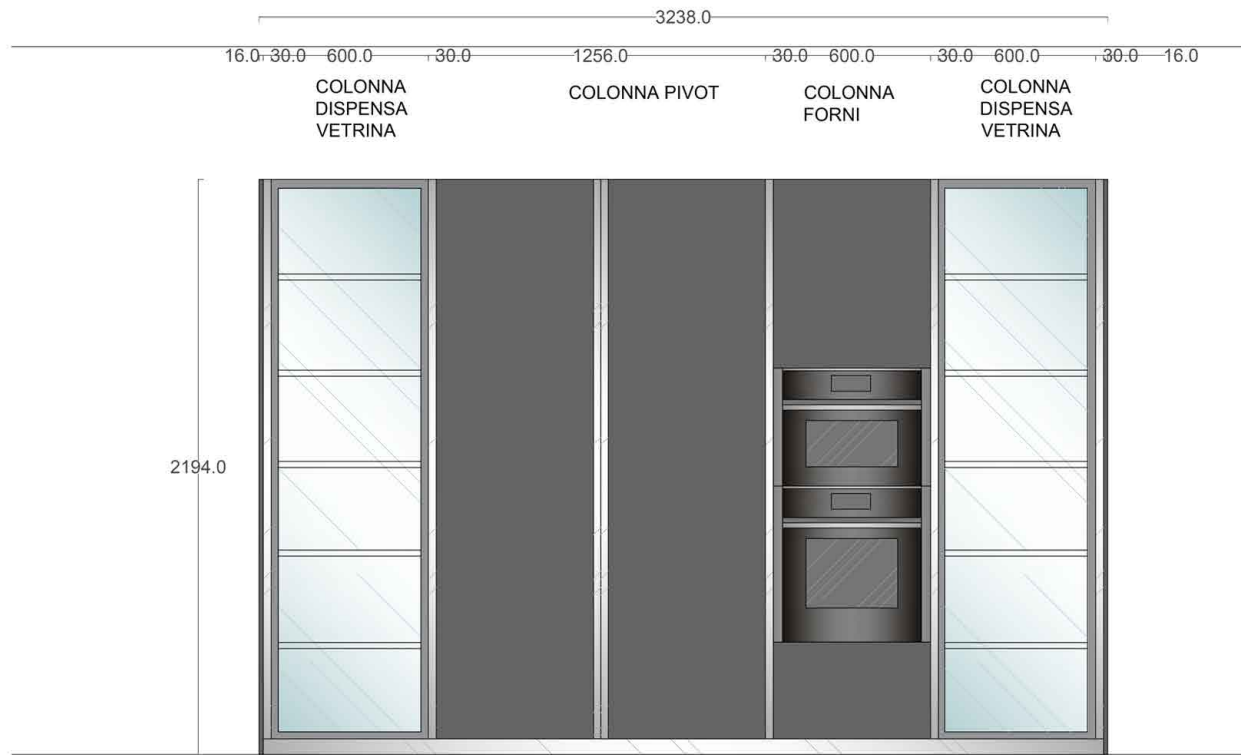 3238.0
16.0 30.0 600.0 30.0 1256.0 30.0 600.0 30.0 600.0 30.0 16.0
COLONNA
DISPENSA
VETRINA
COLONNA PIVOT
COLONNA
FORNI
COLONNA
DISPENSA
VETRINA
2194.0